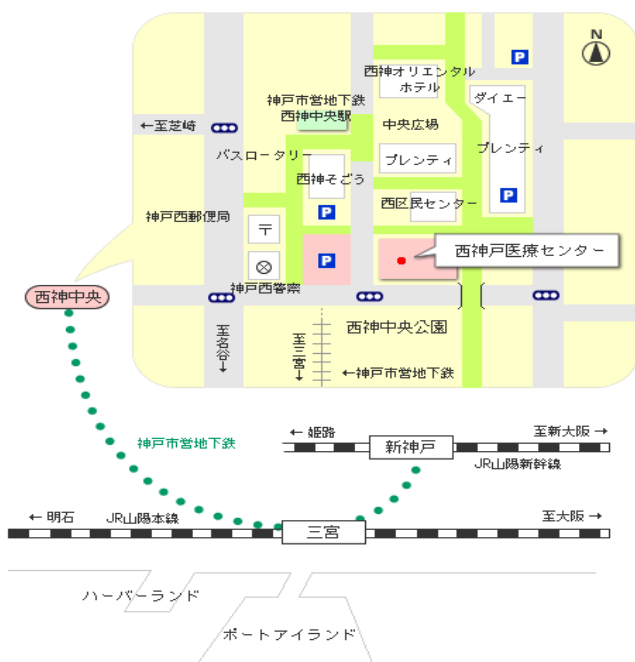 N
P
西神オリエンタル
ホテル
ダイエー
神戸市営地下鉄
西神中央駅
中央広場
←至芝崎
バスロータリー
プレンティ
プレンティ
西神そごう
P
西区民センター
神戸西郵便局
P
〒
西神戸医療センター
P
神戸西警察
西神中央
西神中央公園
至名谷→
至三宮→
←神戸市営地下鉄
神戸市営地下鉄
← 姫路
新神戸
至新大阪 →
JR山陽新幹線
← 明石
JR山陽本線
三宮
至大阪 →
ハーバーランド
ポートアイランド